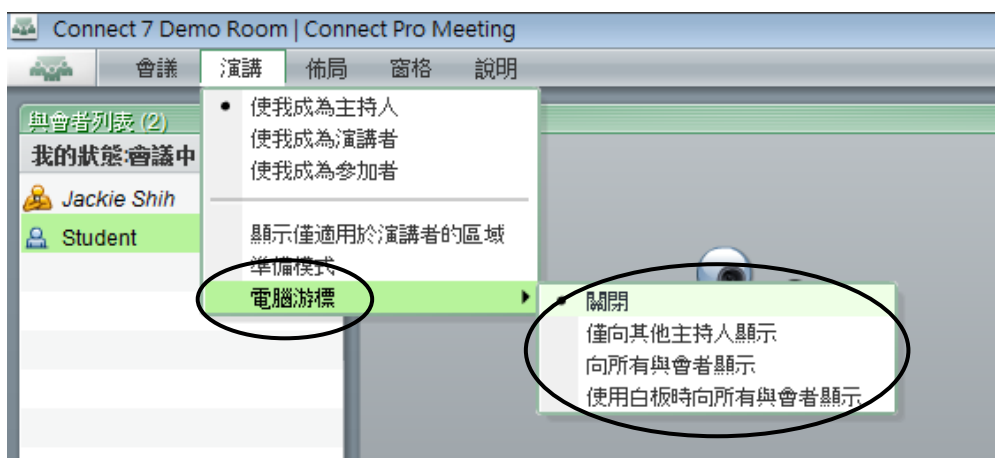 Connect 7 Demo Room | Connect Pro Meeting
會議 演講 佈局 窗格 說明
與會者列表 (2)
我的狀態:會議中
Jackie Shih
Student
使我成為主持人
使我成為演講者
使我成為參加者
顯示僅適用於演講者的區域
準備模式
電腦游標
關閉
僅向其他主持人顯示
向所有與會者顯示
使用白板時向所有與會者顯示